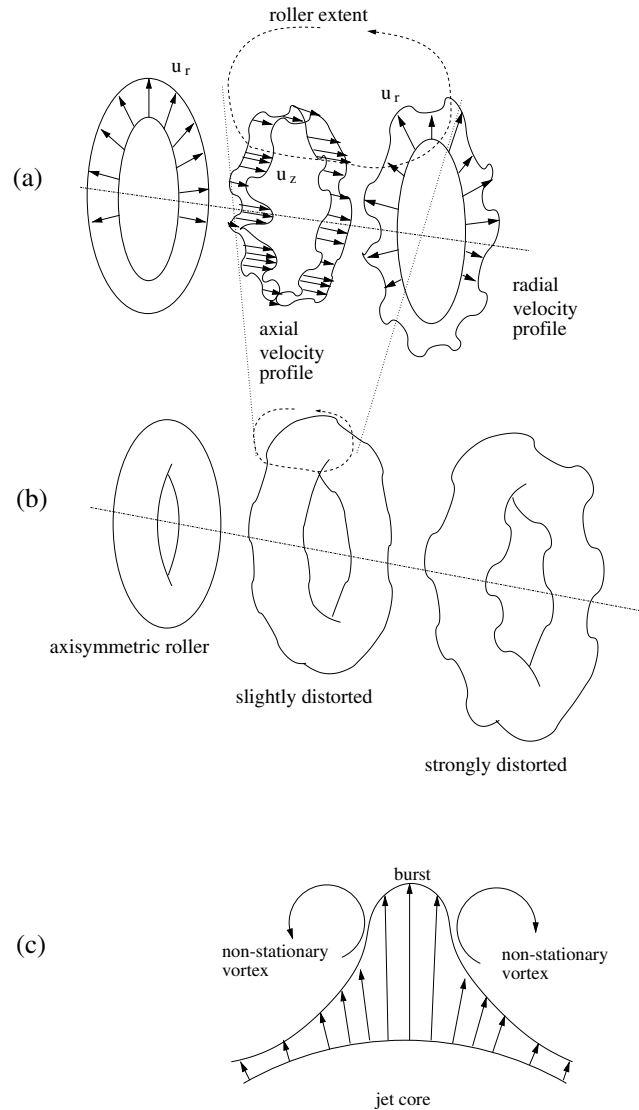 roller extent
u r
u r
(a)
u z
axial
velocity
profile
radial
velocity
profile
(b)
axisymmetric roller
slightly distorted
strongly distorted
(c)
burst
non-stationary
vortex
non-stationary
vortex
jet core